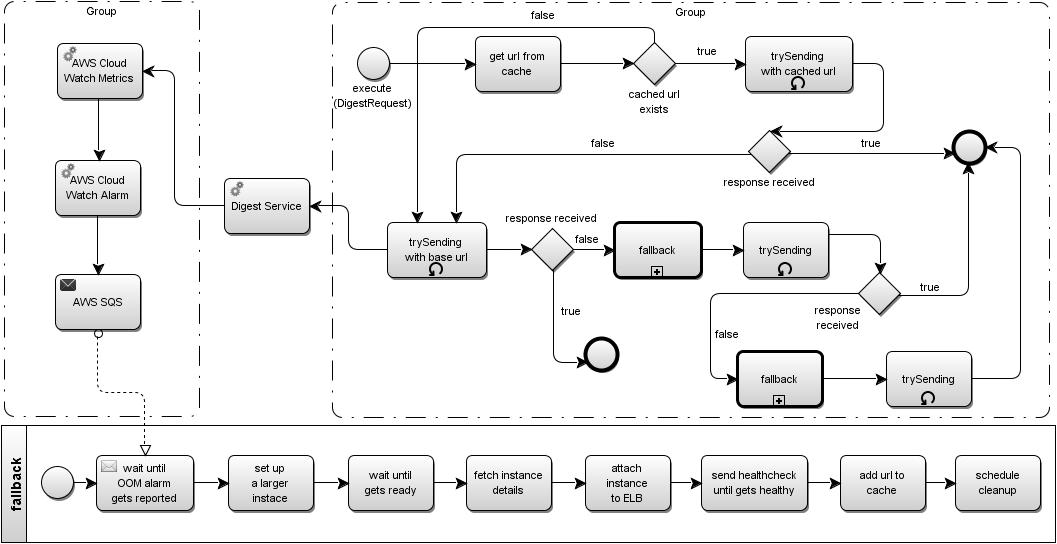 Group
AWS Cloud
Watch Metrics
AWS Cloud
Watch Alarm
AWS SQS
Digest Service
Group
false
execute
(DigestRequest)
get url from
cache
true
cached url
exists
trySending
with cached url
false
true
response received
trySending
with base url
response received
false
true
fallback
trySending
response
received
true
false
fallback
trySending
fallback
wait until
OOM alarm
gets reported
set up
a larger
instace
wait until
gets ready
fetch instance
details
attach
instance
to ELB
send healthcheck
until gets healthy
add url to
cache
schedule
cleanup